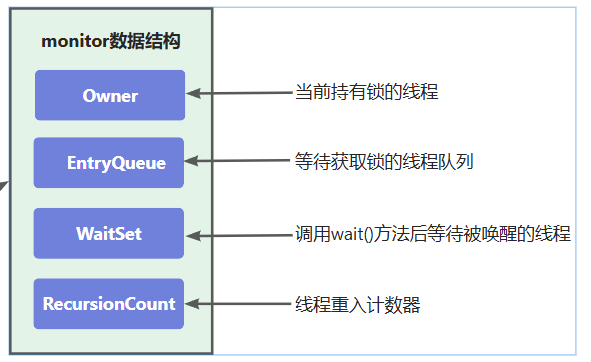 monitor数据结构
Owner
当前持有锁的线程
EntryQueue
等待获取锁的线程队列
WaitSet
调用wait()方法后等待被唤醒的线程
RecursionCount
线程重入计数器